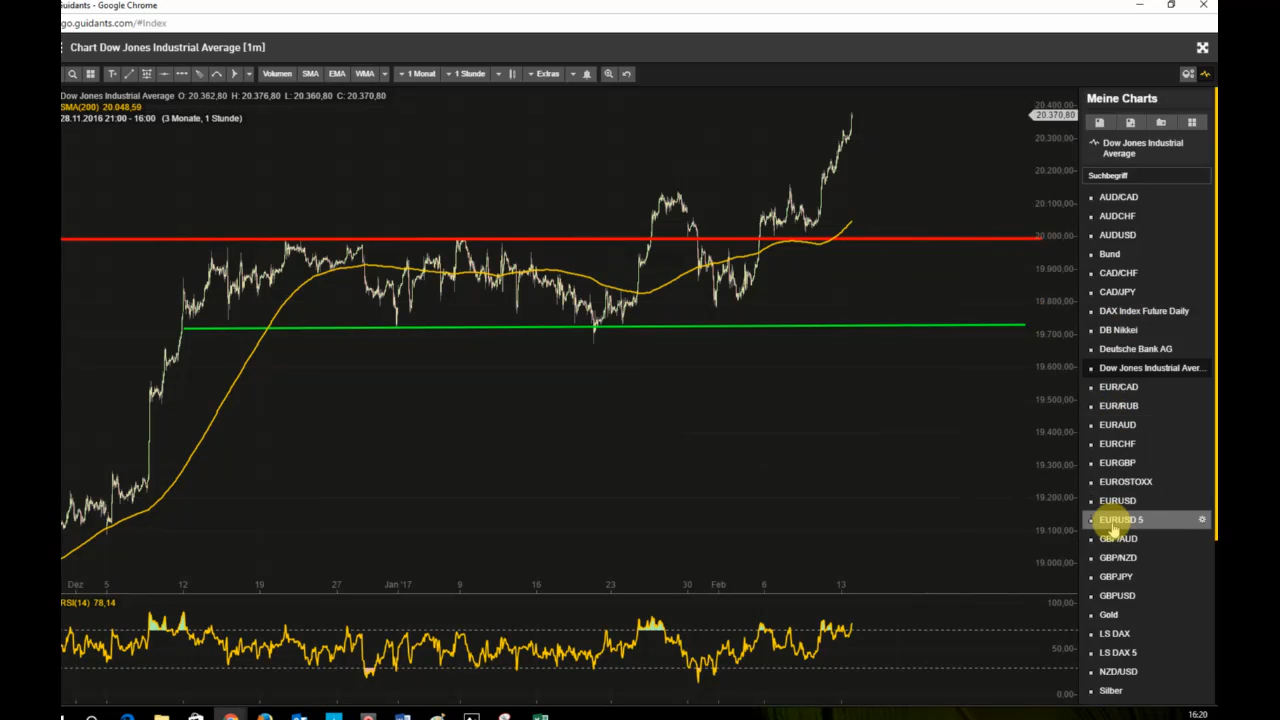 Guidants - Google Chrome
go.guidants.com/#Index
Chart Dow Jones Industrial Average [1m]
T+ Volumen SMA EMA WMA 1 Monat 1 Stunde Extras
Dow Jones Industrial Average O: 20.362,80 H: 20.376,80 L: 20.360,80 C: 20.370,80
SMA(200) 20.048,59
28.11.2016 21:00 - 16:00 (3 Monate, 1 Stunde)
20.400,00
20.370,80
20.300,00
20.200,00
20.100,00
20.000,00
19.900,00
19.800,00
19.700,00
19.600,00
19.500,00
19.400,00
19.300,00
19.200,00
19.100,00
19.000,00
Dez 5 12 19 27 Jan '17 9 16 23 30 Feb 6 13
RSI(14) 78,14
100,00
50,00
0,00
Meine Charts
Dow Jones Industrial
Average
Suchbegriff
AUD/CAD
AUDCHF
AUDUSD
Bund
CAD/CHF
CAD/JPY
DAX Index Future Daily
DB Nikkei
Deutsche Bank AG
Dow Jones Industrial Aver...
EUR/CAD
EUR/RUB
EURAUD
EURCHF
EURGBP
EUROSTOXX
EURUSD
EURUSD 5
GBP/AUD
GBP/NZD
GBPJPY
GBPUSD
Gold
LS DAX
LS DAX 5
NZD/USD
Silber
16:20